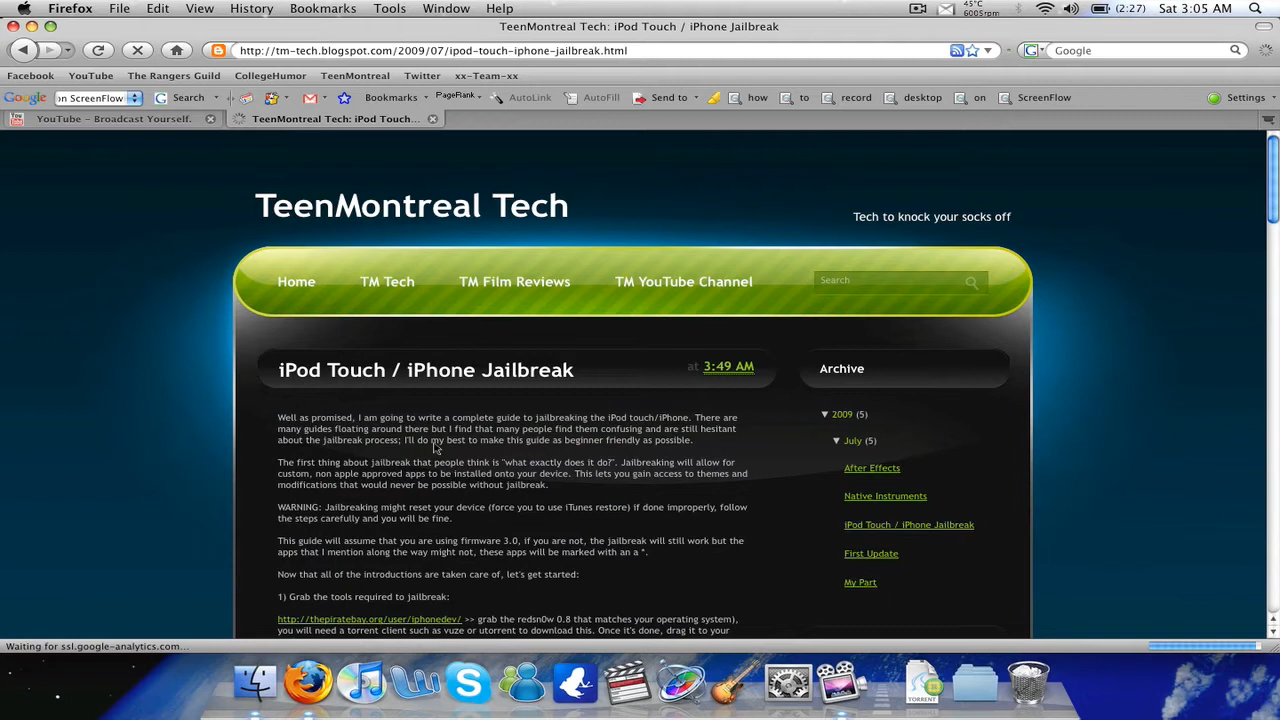 Firefox File Edit View History Bookmarks Tools Window Help 45°C 600rpm (2:27) Sat 3:05 AM
TeenMontreal Tech: iPod Touch / iPhone Jailbreak
http://tm-tech.blogspot.com/2009/07/ipod-touch-iphone-jailbreak.html Google
Facebook YouTube The Rangers Guild CollegeHumor TeenMontreal Twitter xx-Team-xx
Google on ScreenFlow Search Bookmarks PageRank AutoLink AutoFill Send to how to record desktop on ScreenFlow Settings
YouTube - Broadcast Yourself. TeenMontreal Tech: iPod Touch...
TeenMontreal Tech
Tech to knock your socks off
Home TM Tech TM Film Reviews TM YouTube Channel Search
iPod Touch / iPhone Jailbreak at 3:49 AM
Well as promised, I am going to write a complete guide to jailbreaking the iPod touch/iPhone. There are
many guides floating around there but I find that many people find them confusing and are still hesitant
about the jailbreak process; I'll do my best to make this guide as beginner friendly as possible.
The first thing about jailbreak that people think is "what exactly does it do?". Jailbreaking will allow for
custom, non apple approved apps to be installed onto your device. This lets you gain access to themes and
modifications that would never be possible without jailbreak.
WARNING: Jailbreaking might reset your device (force you to use iTunes restore) if done improperly, follow
the steps carefully and you will be fine.
This guide will assume that you are using firmware 3.0, if you are not, the jailbreak will still work but the
apps that I mention along the way might not, these apps will be marked with an a *.
Now that all of the introductions are taken care of, let's get started:
1) Grab the tools required to jailbreak:
http://thepiratebay.org/user/iphonedev/ >> grab the redsn0w 0.8 that matches your operating system),
you will need a torrent client such as vuze or utorrent to download this. Once it's done, drag it to your
Archive
▼ 2009 (5)
▼ July (5)
After Effects
Native Instruments
iPod Touch / iPhone Jailbreak
First Update
My Part
Waiting for ssl.google-analytics.com...
TORRENT